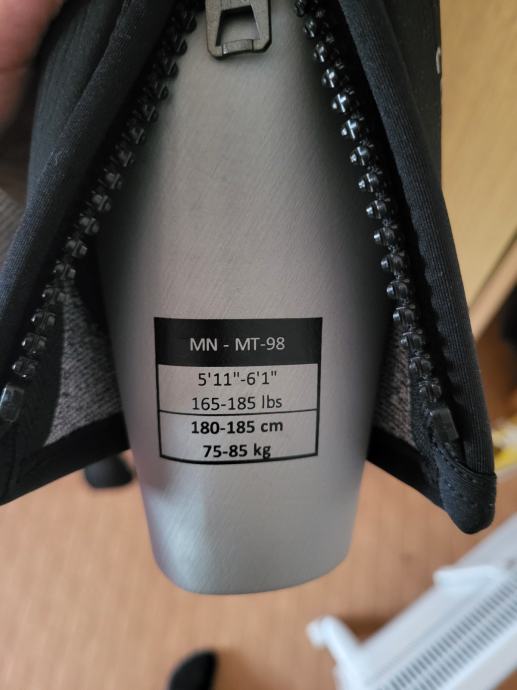 MN - MT-98
5'11"-6'1"
165-185 lbs
180-185 cm
75-85 kg